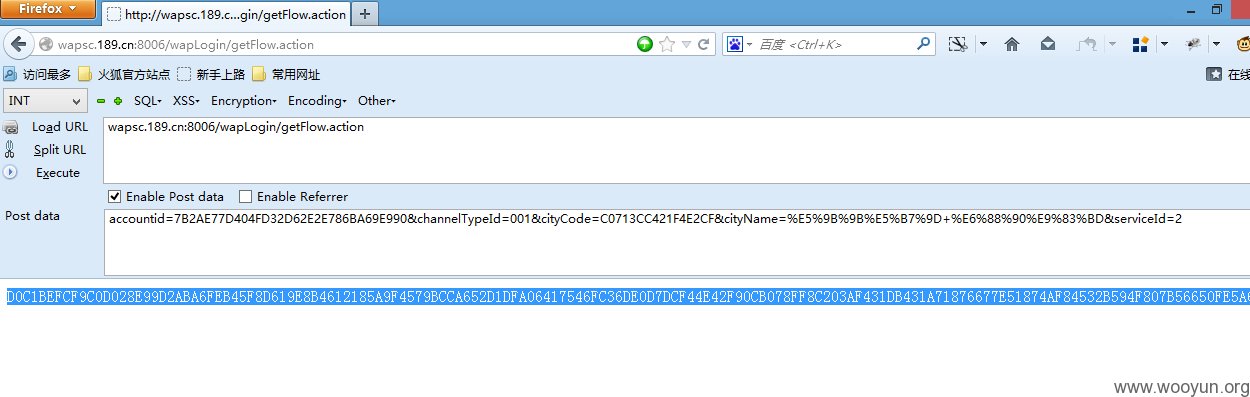 Firefox
http://wapsc.189.c...gin/getFlow.action
wapsc.189.cn:8006/wapLogin/getFlow.action
百度 <Ctrl+K>
访问最多 火狐官方站点 新手上路 常用网址
在线
INT SQL XSS Encryption Encoding Other
Load URL
wapsc.189.cn:8006/wapLogin/getFlow.action
Split URL
Execute
Enable Post data Enable Referrer
Post data
accountid=7B2AE77D404FD32D62E2E786BA69E990&channelTypeId=001&cityCode=C0713CC421F4E2CF&cityName=%E5%9B%9B%E5%B7%9D+%E6%88%90%E9%83%BD&serviceId=2
D0C1BEFCF9C0D028E99D2ABA6FEB45F8D619E8B4612185A9F4579BCCA652D1DFA06417546FC36DE0D7DCF44E42F90CB078FF8C203AF431DB431A71876677E51874AF84532B594F807B56650FE5A6
www.wooyun.org